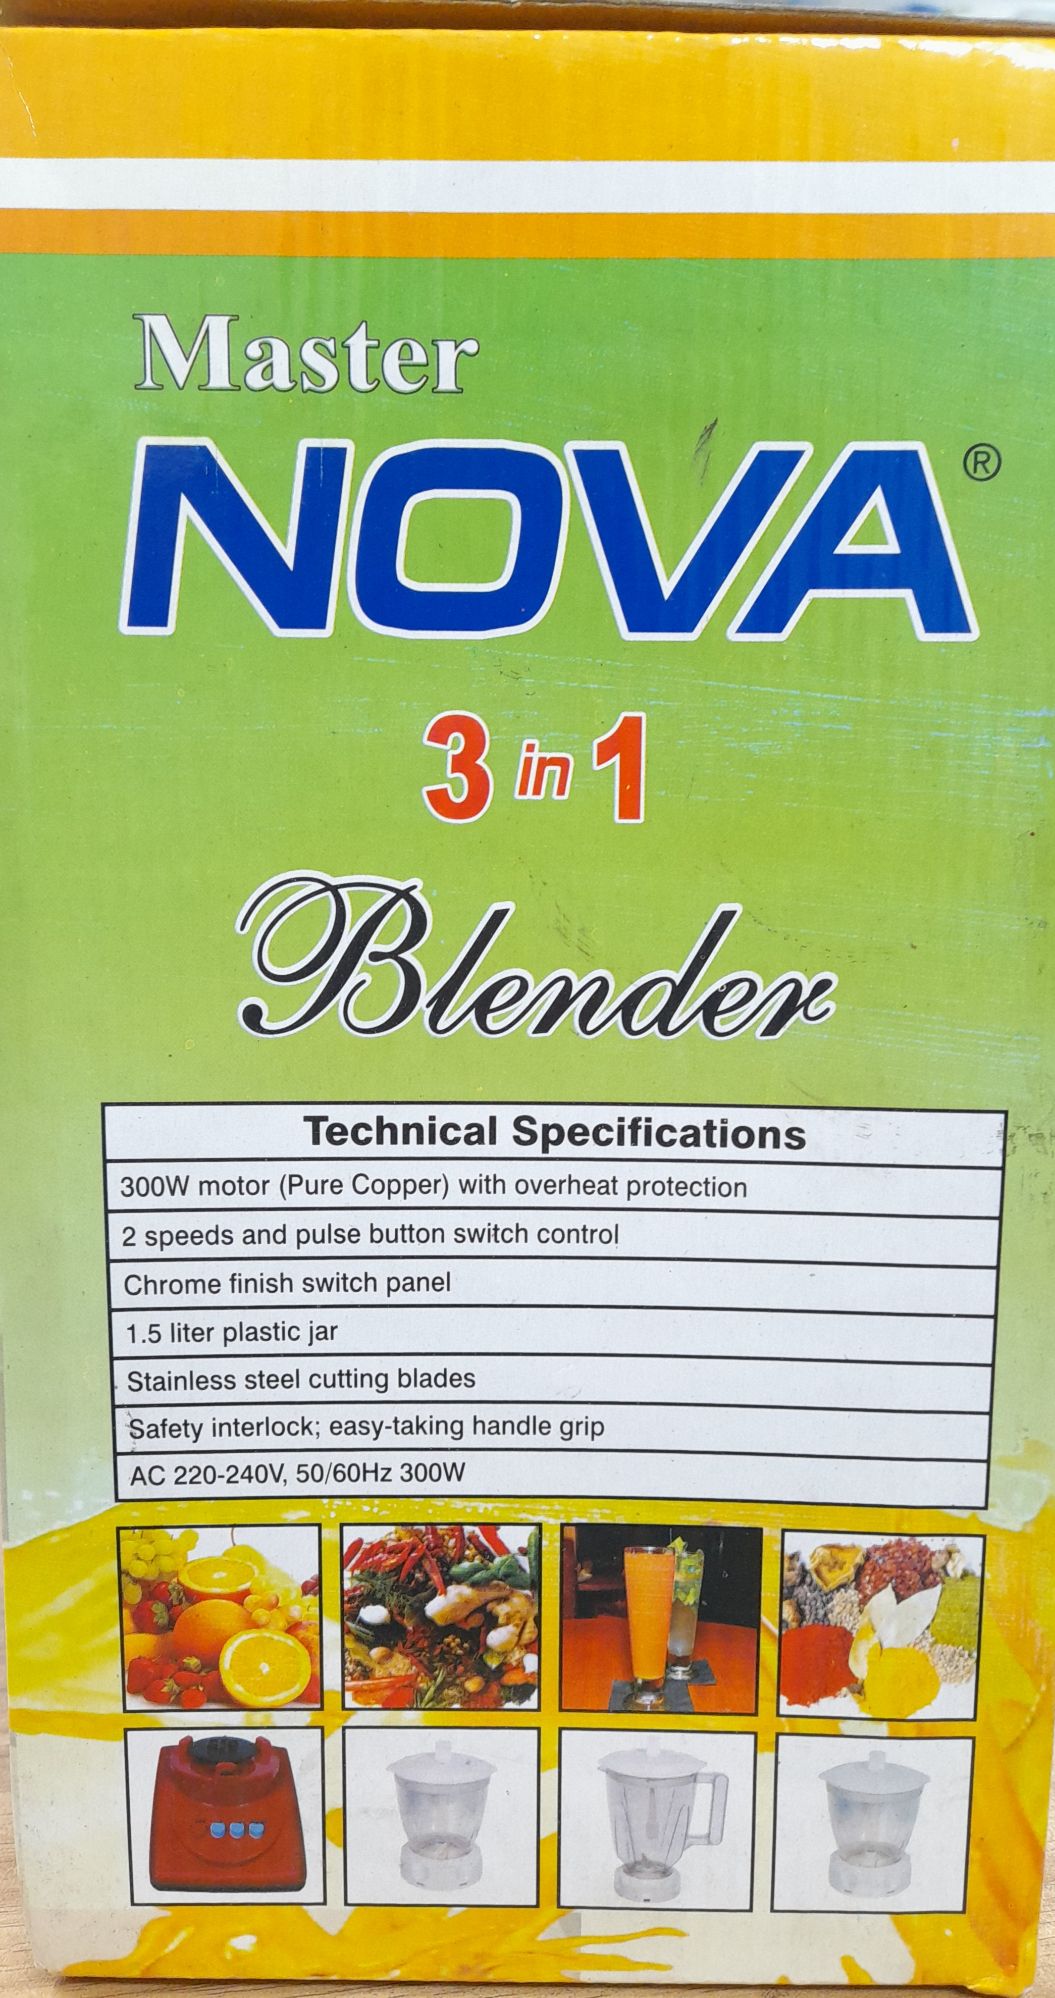 Master
NOVA®
3 in 1
Blender
Technical Specifications
300W motor (Pure Copper) with overheat protection
2 speeds and pulse button switch control
Chrome finish switch panel
1.5 liter plastic jar
Stainless steel cutting blades
Safety interlock; easy-taking handle grip
AC 220-240V, 50/60Hz 300W